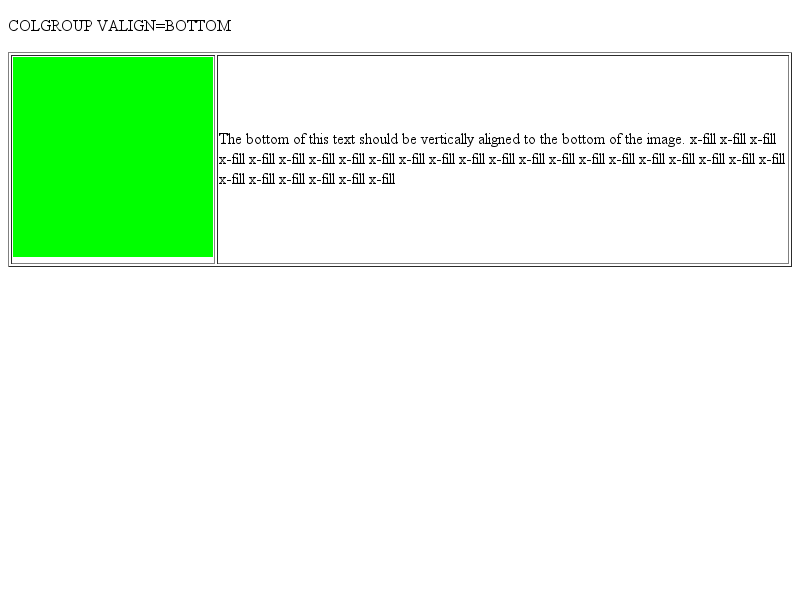 COLGROUP VALIGN=BOTTOM
The bottom of this text should be vertically aligned to the bottom of the image. x-fill x-fill x-fill
x-fill x-fill x-fill x-fill x-fill x-fill x-fill x-fill x-fill x-fill x-fill x-fill x-fill x-fill x-fill x-fill x-fill x-fill x-fill
x-fill x-fill x-fill x-fill x-fill x-fill